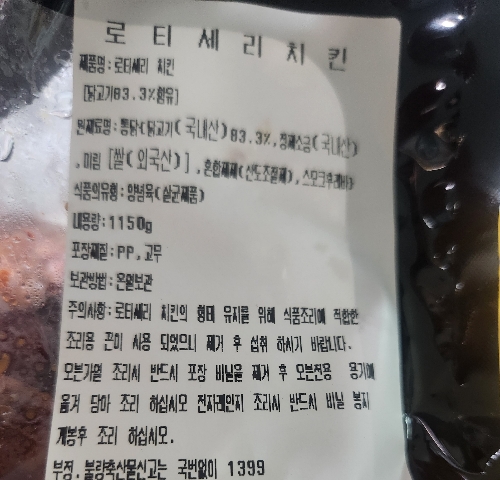 로 티 세 리 치 킨
제품명:로티세리 치킨
[닭고기83.3%함유]
원재료명:통닭(닭고기(국내산)83.3%,정제소금(국내산)
,미림 [쌀(외국산)] ,혼합제제(산도조절제),스모크후레바
식품의유형:양념육(살균제품)
내용량:1150g
포장재질:PP,고무
보관방법:온열보관
주의사항:로티세리 치킨의 형태 유지를 위해 식품조리에 적합한
조리용 끈이 사용 되었으니 제거 후 섭취 하시기 바랍니다.
오븐가열 조리시 반드시 포장 비닐을 제거 후 오븐전용 용기에
옮겨 담아 조리 하십시오 전자레인지 조리시 반드시 비닐 봉지
개봉후 조리 하십시오.
부정.불량축산물신고는 국번없이 1399